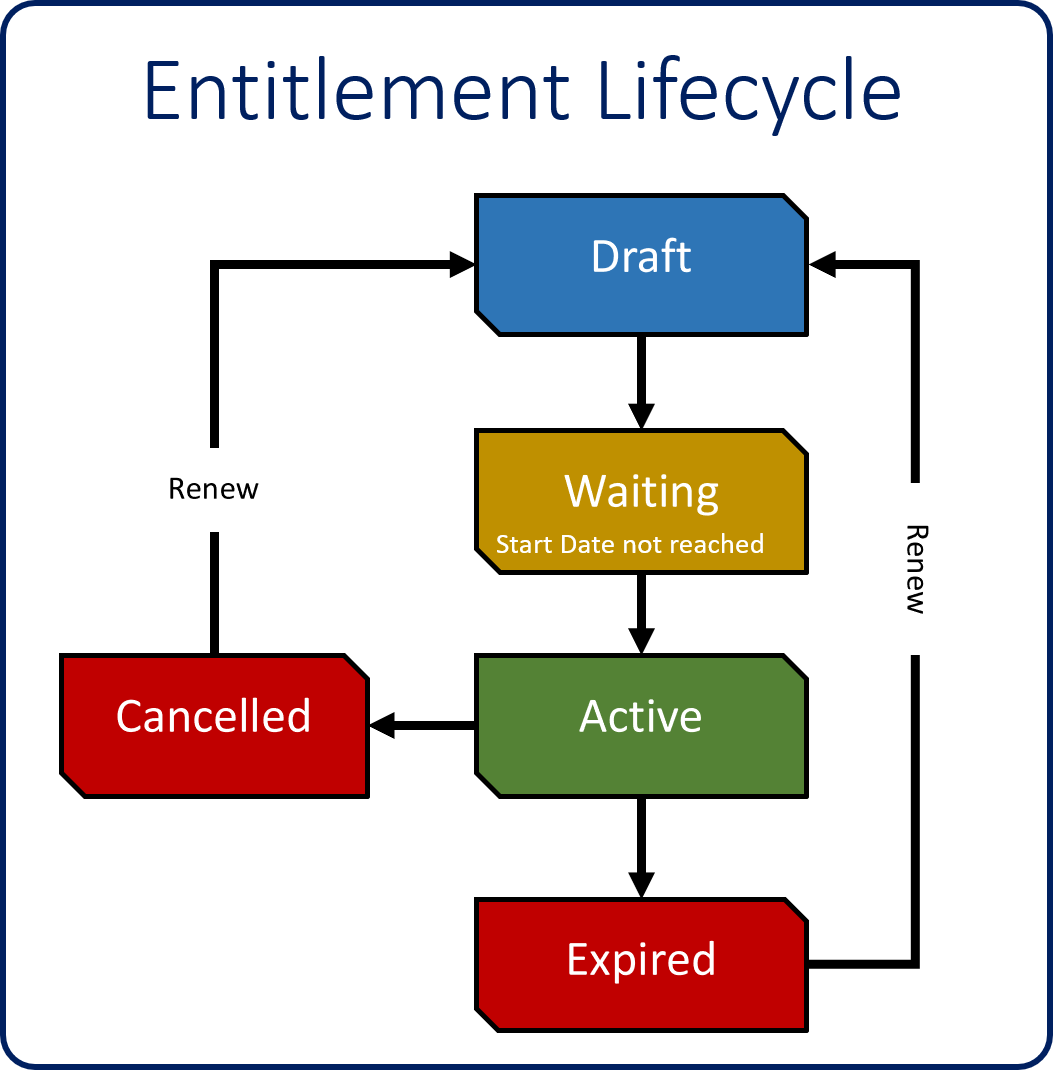 Entitlement Lifecycle
Draft
Waiting
Start Date not reached
Renew
Renew
Cancelled
Active
Expired